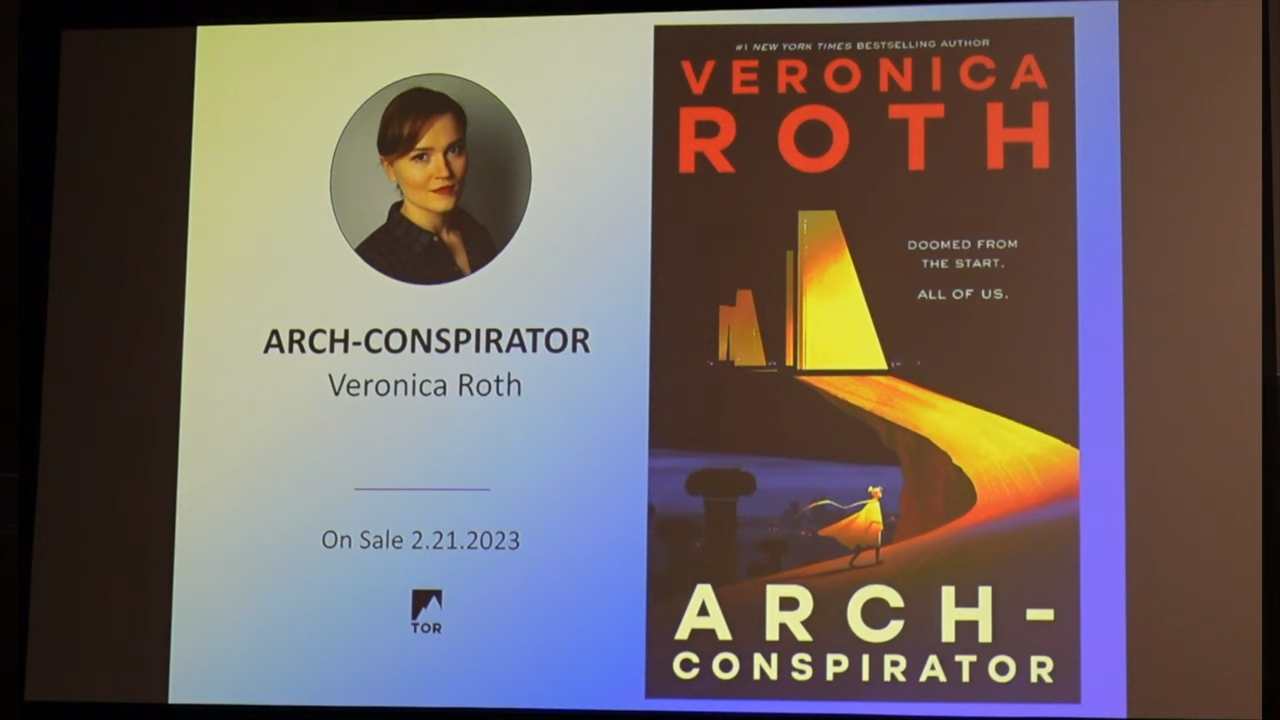 ARCH-CONSPIRATOR
Veronica Roth
On Sale 2.21.2023
TOR
#1 NEW YORK TIMES BESTSELLING AUTHOR
VERONICA
ROTH
DOOMED FROM
THE START.
ALL OF US.
ARCH-
CONSPIRATOR